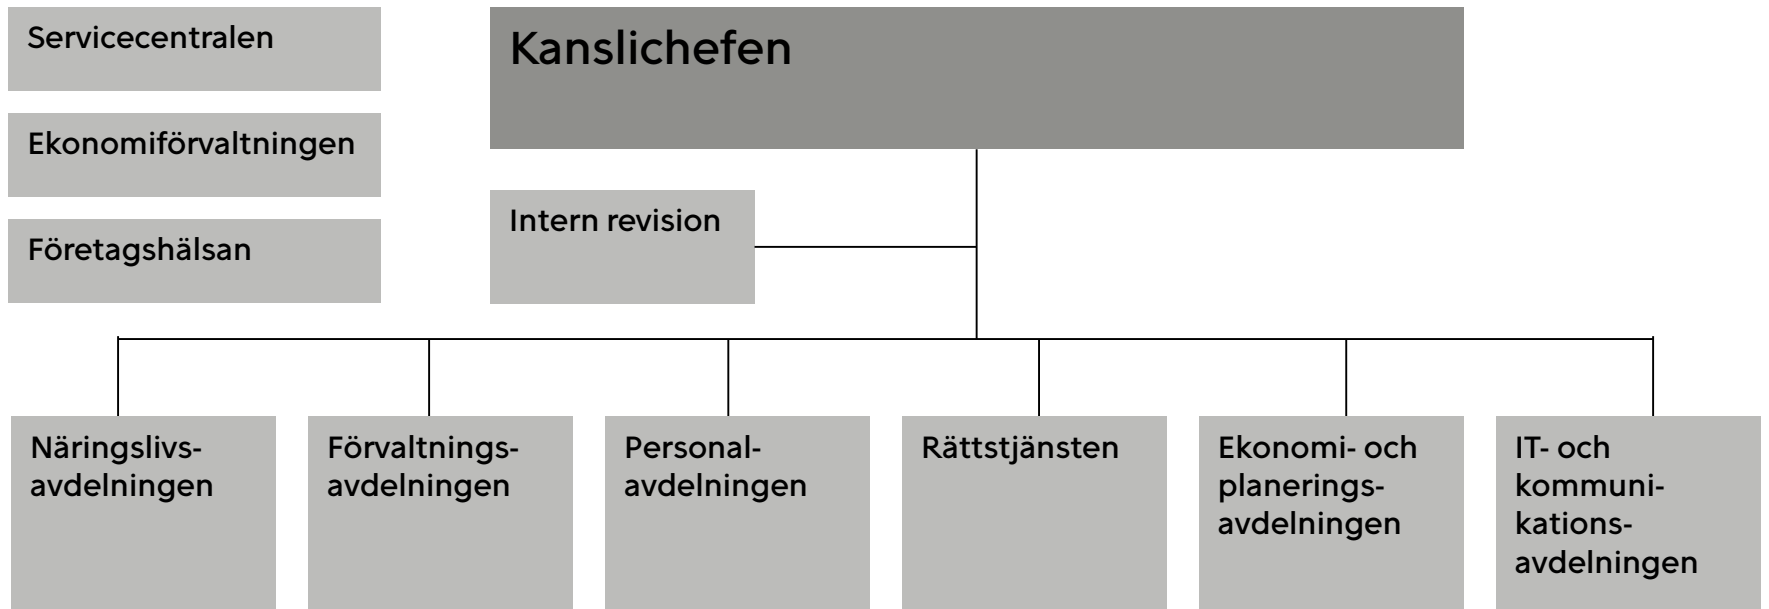 Servicecentralen
Ekonomiförvaltningen
Företagshälsan
Kanslichefen
Intern revision
Näringslivs-
avdelningen
Förvaltnings-
avdelningen
Personal-
avdelningen
Rättstjänsten
Ekonomi- och
planerings-
avdelningen
IT- och
kommuni-
kations-
avdelningen